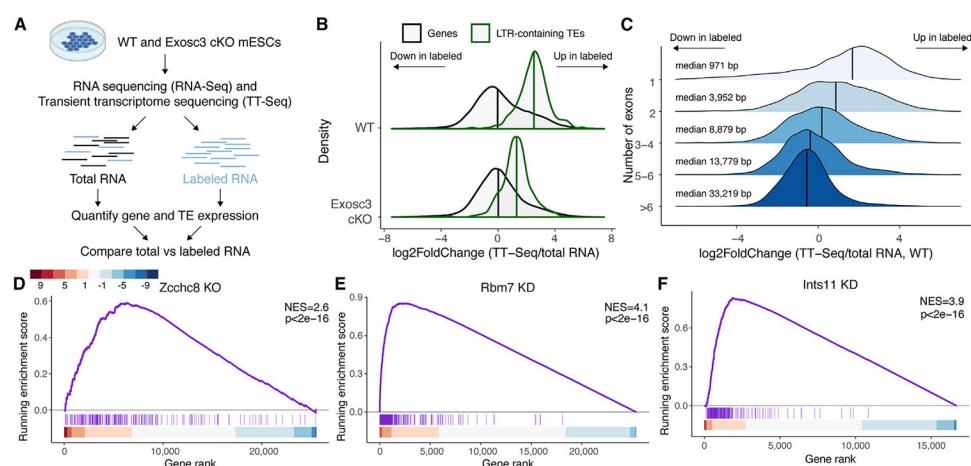 A
WT and Exosc3 cKO mESCs
RNA sequencing (RNA-Seq) and
Transient transcriptome sequencing (TT-Seq)
Total RNA
Labeled RNA
Quantify gene and TE expression
Compare total vs labeled RNA
B
Genes
LTR-containing TEs
Down in labeled
Up in labeled
Density
WT
Exosc3
cKO
−8
−4
0
4
8
log2FoldChange (TT−Seq/total RNA)
C
Down in labeled
Up in labeled
Number of exons
median 971 bp
1
median 3,952 bp
2
median 8,879 bp
3−4
median 13,779 bp
5−6
median 33,219 bp
>6
−4
0
4
log2FoldChange (TT−Seq/total RNA, WT)
9
5
1
-1
-5
-9
D
Zcchc8 KO
NES=2.6
p<2e−16
Running enrichment score
0.6
0.4
0.2
0.0
0
10,000
20,000
Gene rank
E
Rbm7 KD
NES=4.1
p<2e−16
Running enrichment score
0.9
0.6
0.3
0.0
0
10,000
20,000
Gene rank
F
Ints11 KD
NES=3.9
p<2e−16
Running enrichment score
0.6
0.3
0.0
0
5,000
10,000
15,000
Gene rank